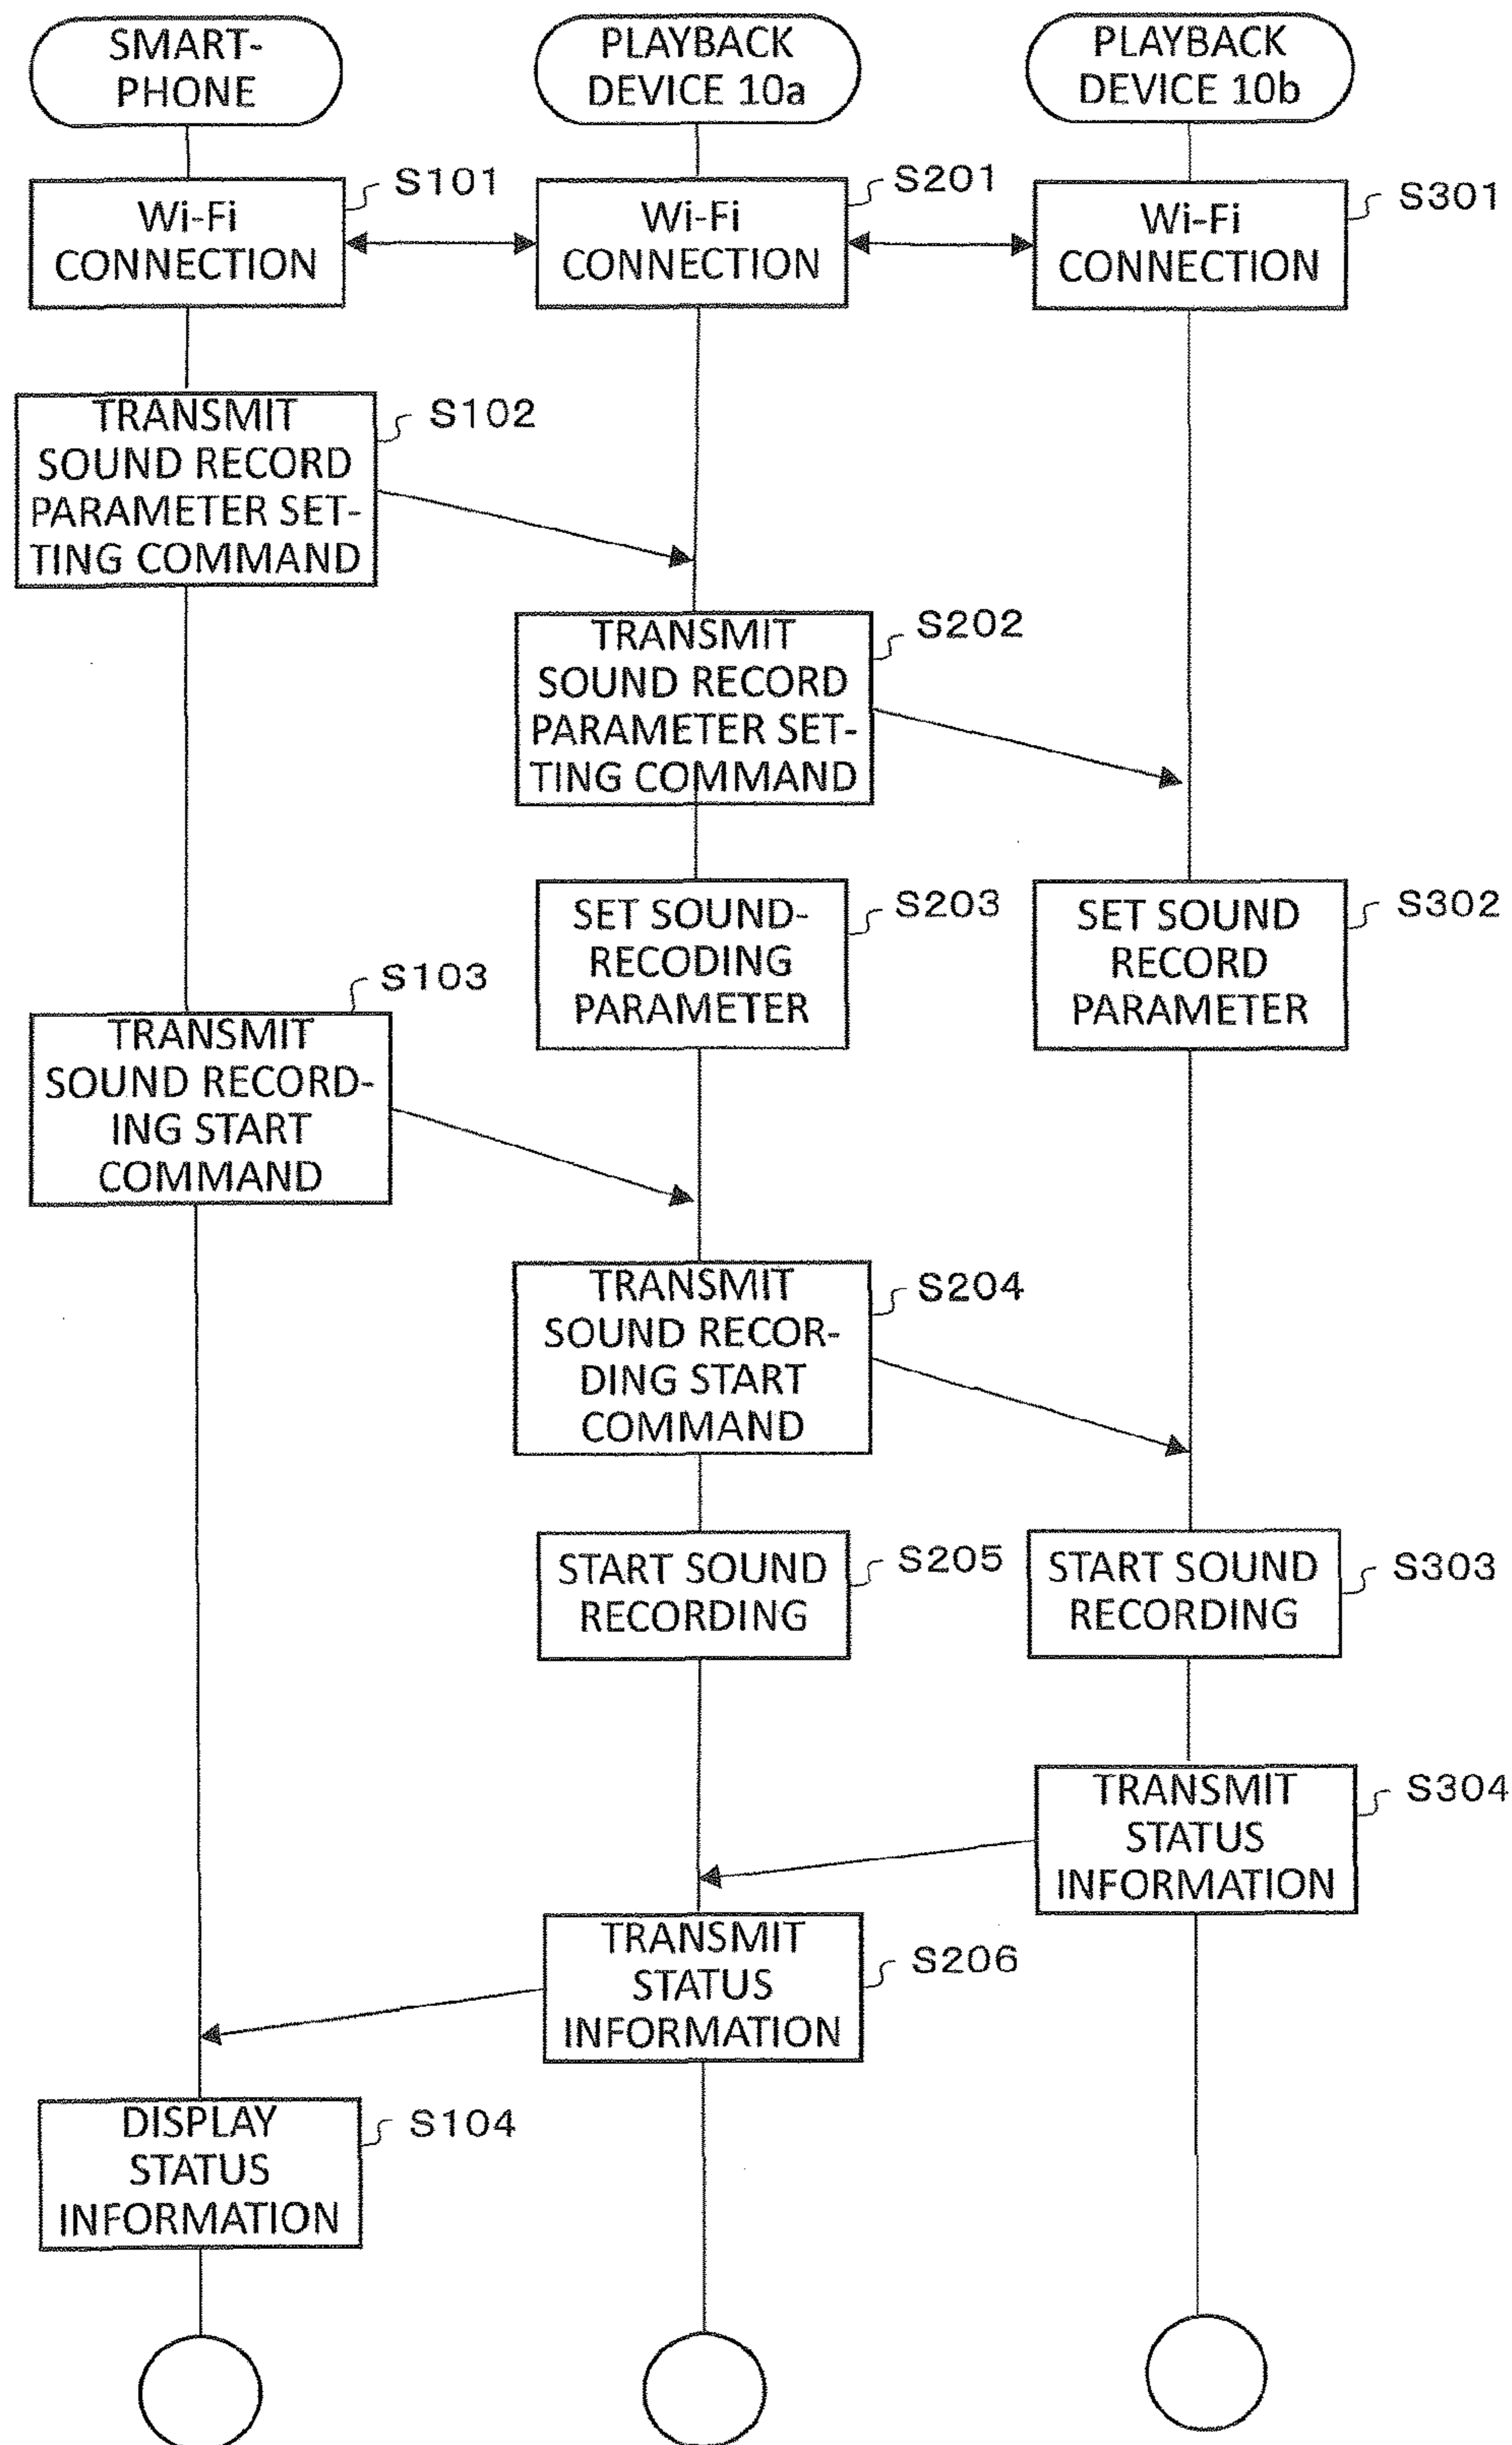 SMART-
PHONE
PLAYBACK
DEVICE 10a
PLAYBACK
DEVICE 10b
Wi-Fi
CONNECTION
S101
Wi-Fi
CONNECTION
S201
Wi-Fi
CONNECTION
S301
TRANSMIT
SOUND RECORD
PARAMETER SET-
TING COMMAND
S102
TRANSMIT
SOUND RECORD
PARAMETER SET-
TING COMMAND
S202
SET SOUND-
RECODING
PARAMETER
S203
SET SOUND
RECORD
PARAMETER
S302
S103
TRANSMIT
SOUND RECORD-
ING START
COMMAND
TRANSMIT
SOUND RECOR-
DING START
COMMAND
S204
START SOUND
RECORDING
S205
START SOUND
RECORDING
S303
TRANSMIT
STATUS
INFORMATION
S304
TRANSMIT
STATUS
INFORMATION
S206
DISPLAY
STATUS
INFORMATION
S104